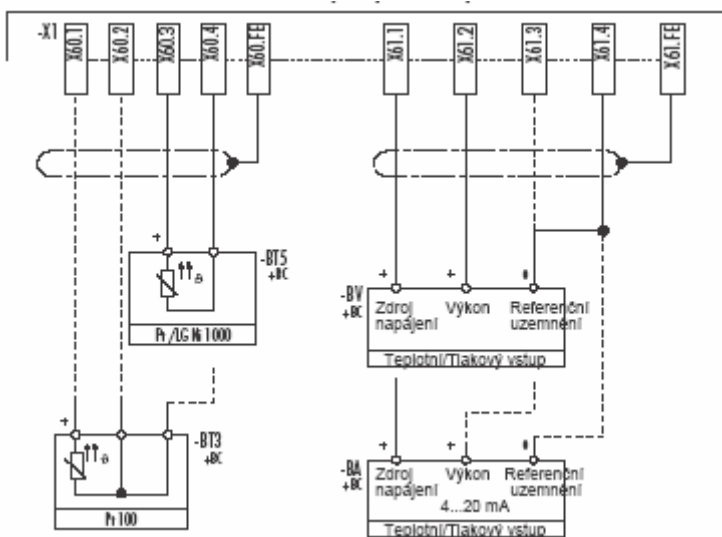 -X1
X60.1
X60.2
X60.3
X60.4
X60.FE
X61.1
X61.2
X61.3
X61.4
X61.FE
+
-BT5
+BC
ϑ
Pt/LG Ni 1000
+
-BT3
+BC
ϑ
Pt 100
+
+
-BV
+BC
Zdroj
napájení
Výkon
Referenční
uzemnění
Teplotní/Tlakový vstup
+
+
-BA
+BC
Zdroj
napájení
Výkon
Referenční
uzemnění
4...20 mA
Teplotní/Tlakový vstup